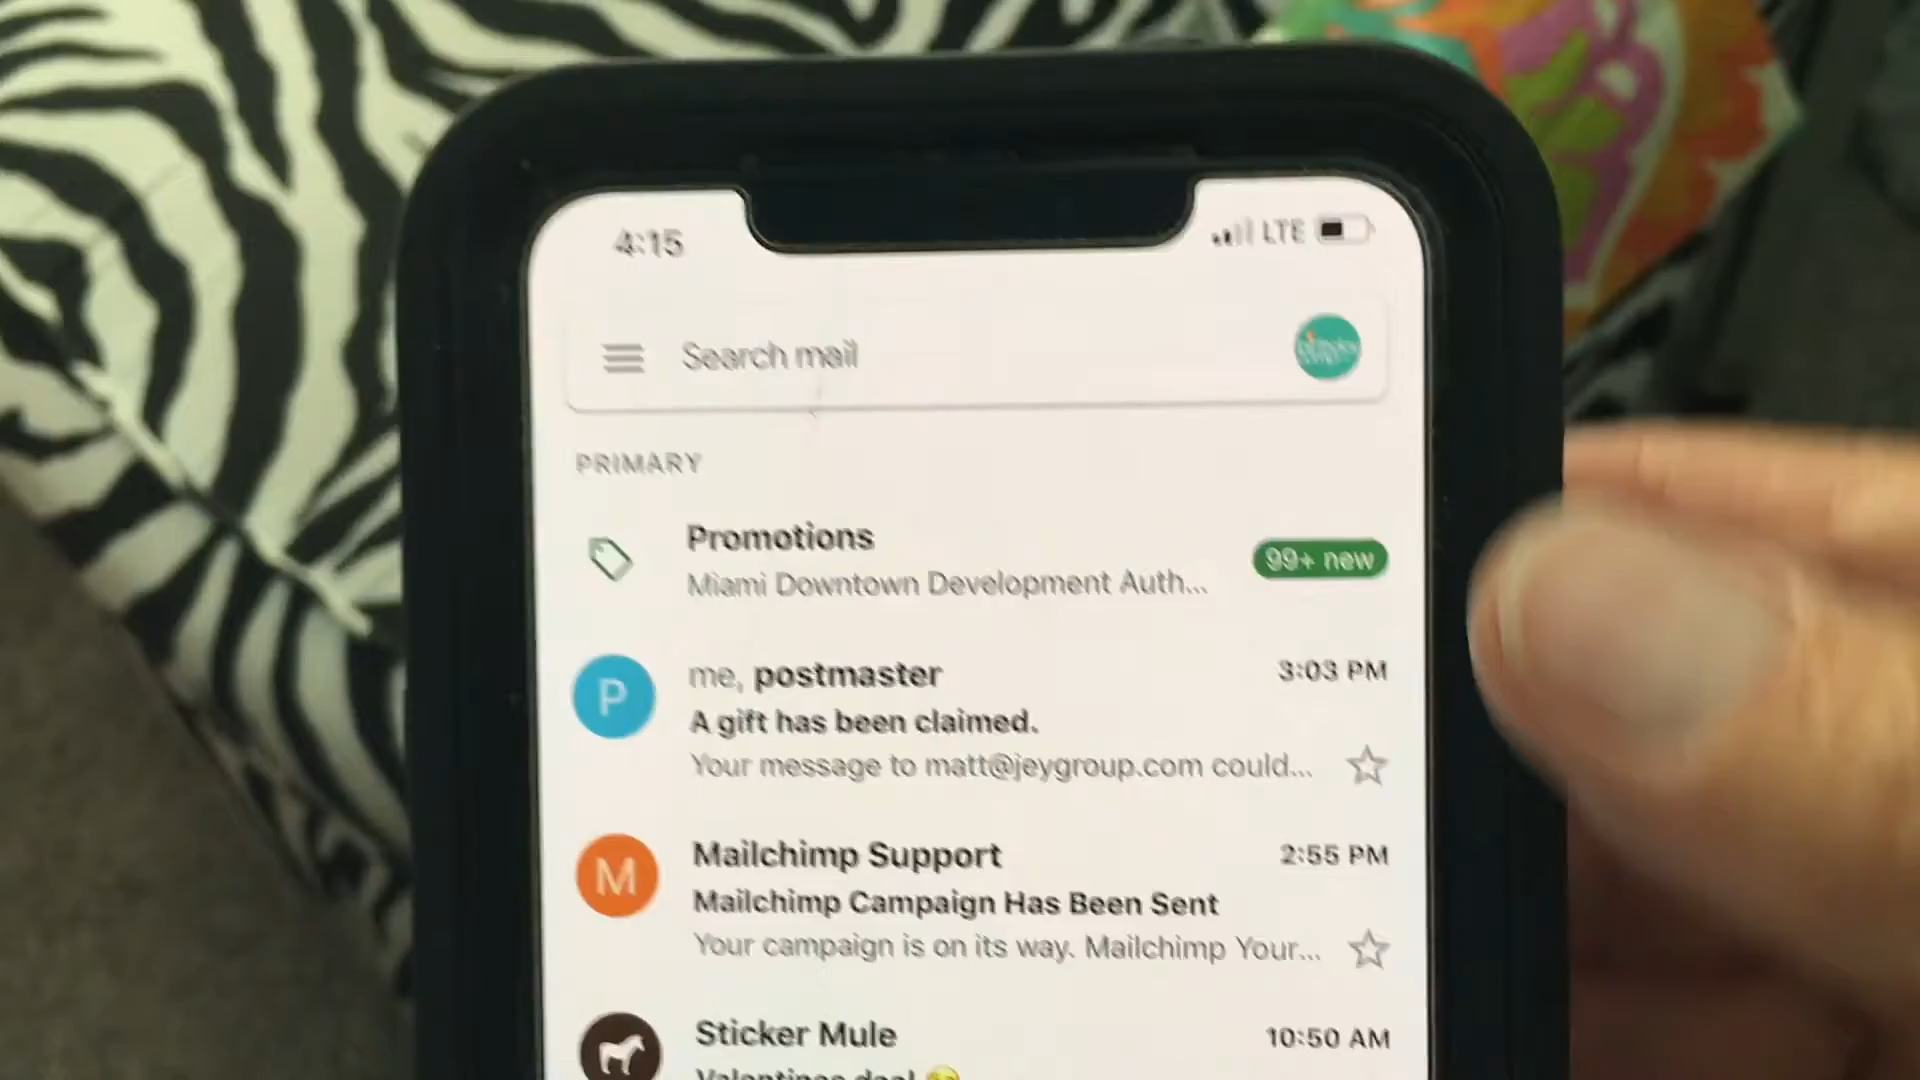 4:15 LTE
Search mail
PRIMARY
Promotions
99+ new
Miami Downtown Development Auth...
P
me, postmaster
3:03 PM
A gift has been claimed.
Your message to matt@jeygroup.com could...
M
Mailchimp Support
2:55 PM
Mailchimp Campaign Has Been Sent
Your campaign is on its way. Mailchimp Your...
Sticker Mule
10:50 AM
Valentines deal